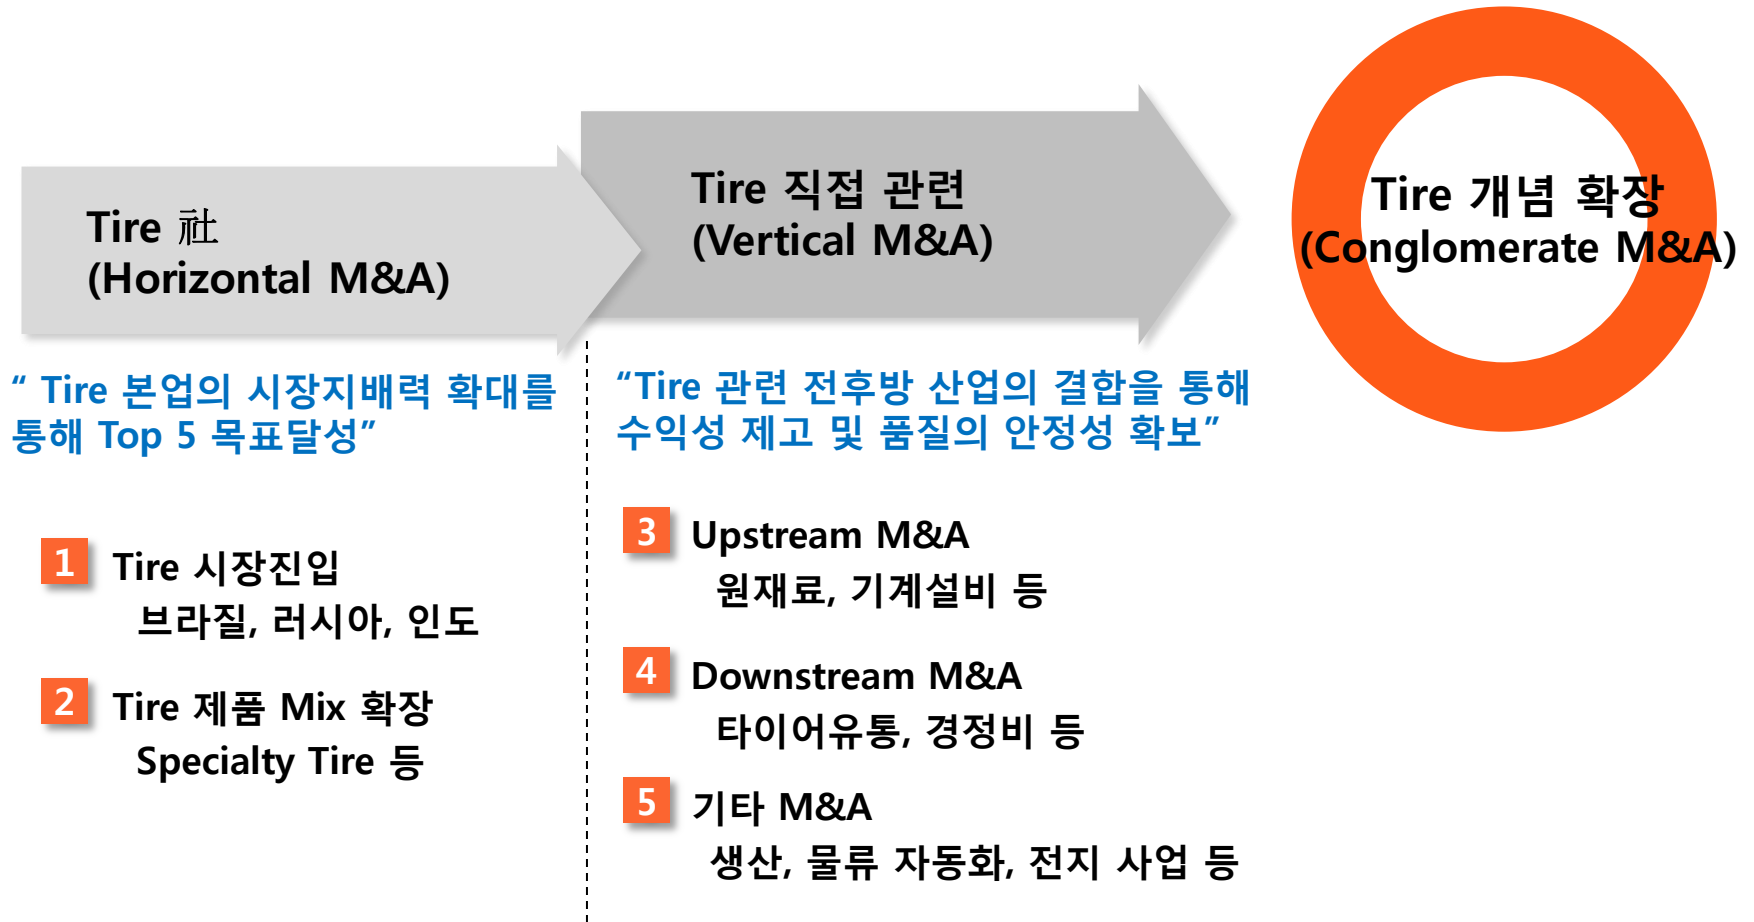 Tire 社
(Horizontal M&A)
Tire 직접 관련
(Vertical M&A)
Tire 개념 확장
(Conglomerate M&A)
“ Tire 본업의 시장지배력 확대를
통해 Top 5 목표달성”
1 Tire 시장진입
브라질, 러시아, 인도
2 Tire 제품 Mix 확장
Specialty Tire 등
“Tire 관련 전후방 산업의 결합을 통해
수익성 제고 및 품질의 안정성 확보”
3 Upstream M&A
원재료, 기계설비 등
4 Downstream M&A
타이어유통, 경정비 등
5 기타 M&A
생산, 물류 자동화, 전지 사업 등